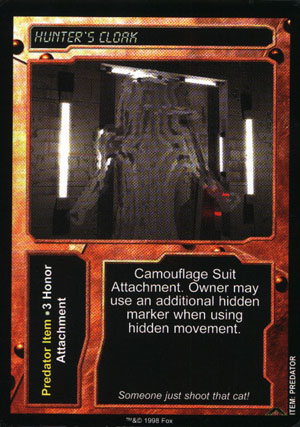 HUNTER'S CLOAK
Predator Item •3 Honor
Attachment
Camouflage Suit
Attachment. Owner may
use an additional hidden
marker when using
hidden movement.
Someone just shoot that cat!
ITEM: PREDATOR
™&© 1998 Fox